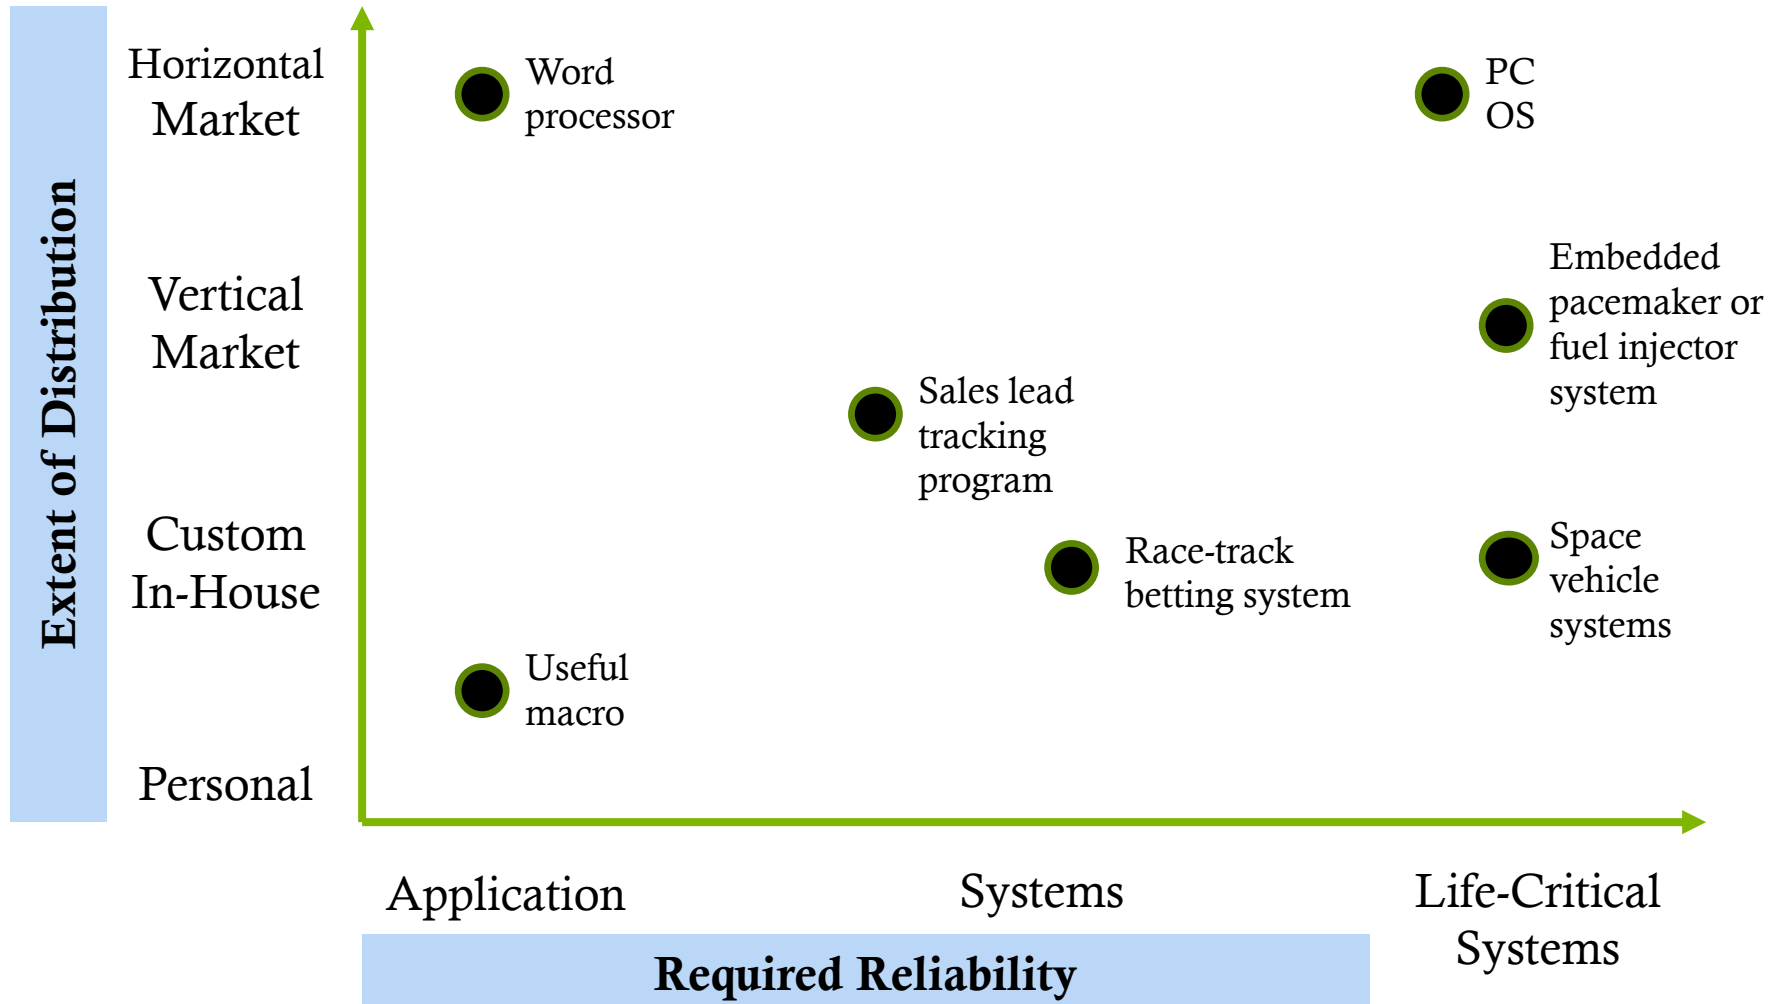 Extent of Distribution
Horizontal
Market
Vertical
Market
Custom
In-House
Personal
Word
processor
PC
OS
Embedded
pacemaker or
fuel injector
system
Sales lead
tracking
program
Race-track
betting system
Space
vehicle
systems
Useful
macro
Application
Systems
Life-Critical
Systems
Required Reliability